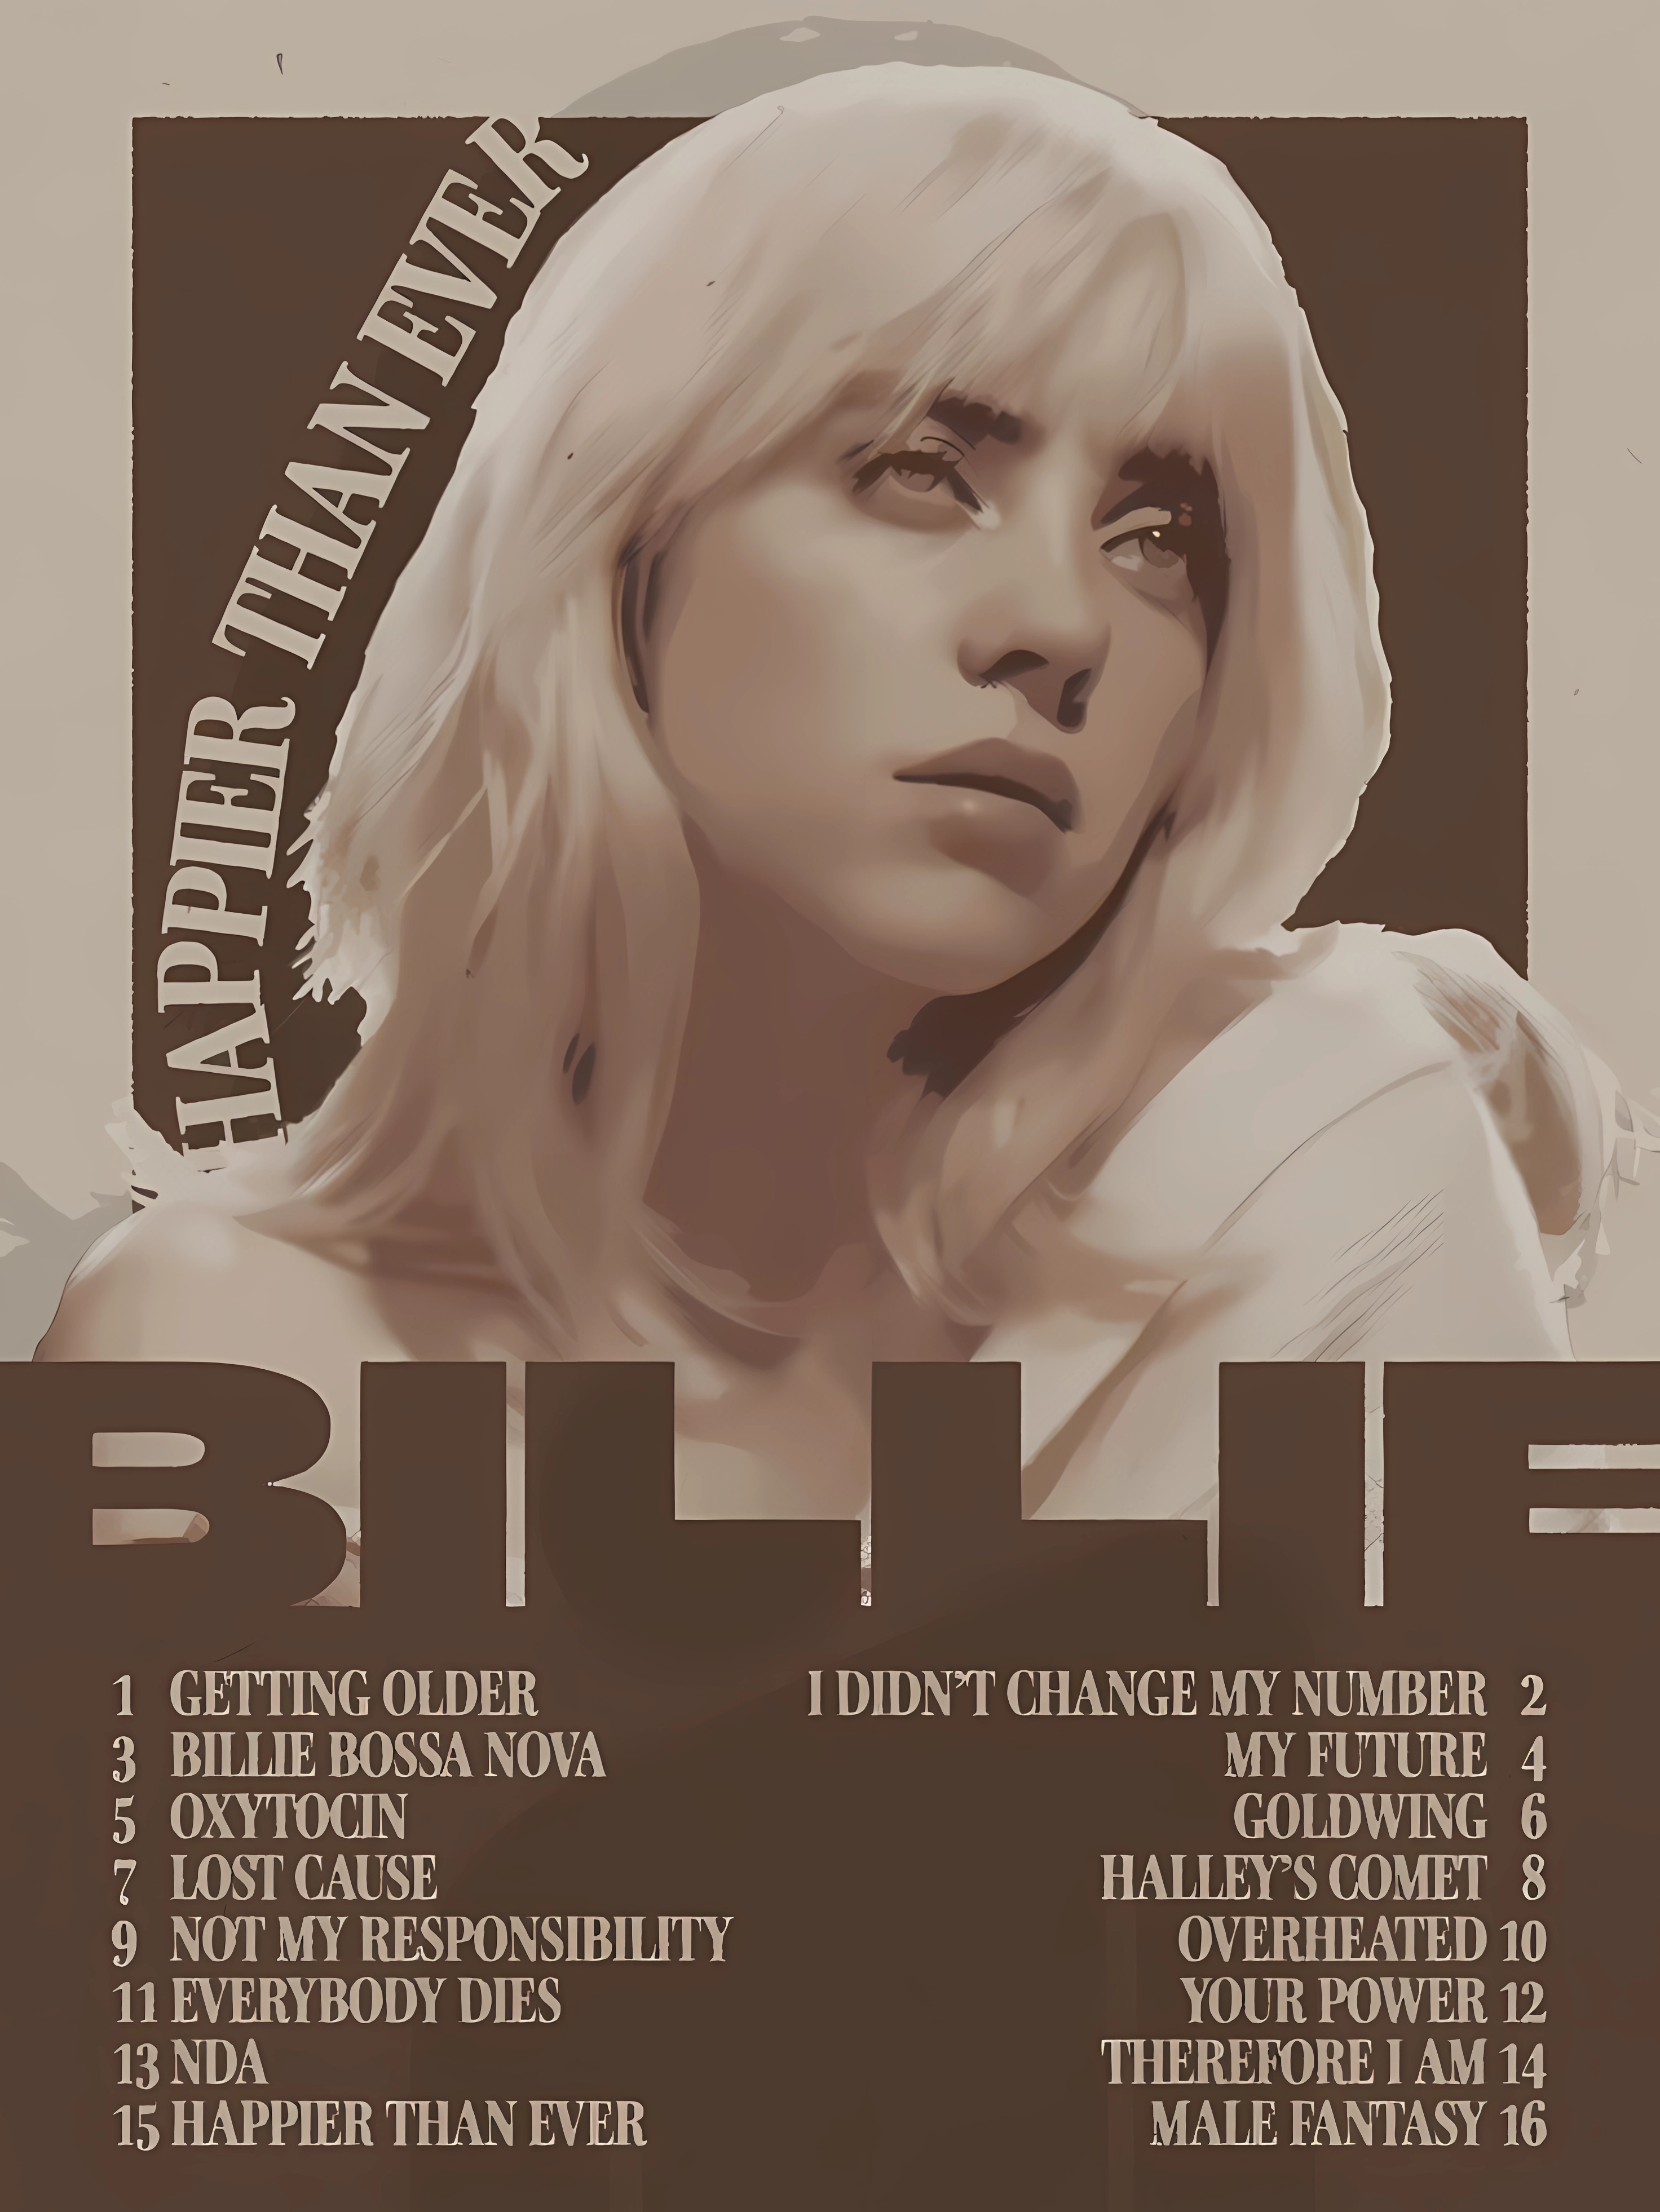 HAPPIER THAN EVER
BILLIE
1 GETTING OLDER
I DIDN'T CHANGE MY NUMBER 2
3 BILLIE BOSSA NOVA
MY FUTURE 4
5 OXYTOCIN
GOLDWING 6
7 LOST CAUSE
HALLEY'S COMET 8
9 NOT MY RESPONSIBILITY
OVERHEATED 10
11 EVERYBODY DIES
YOUR POWER 12
13 NDA
THEREFORE I AM 14
15 HAPPIER THAN EVER
MALE FANTASY 16